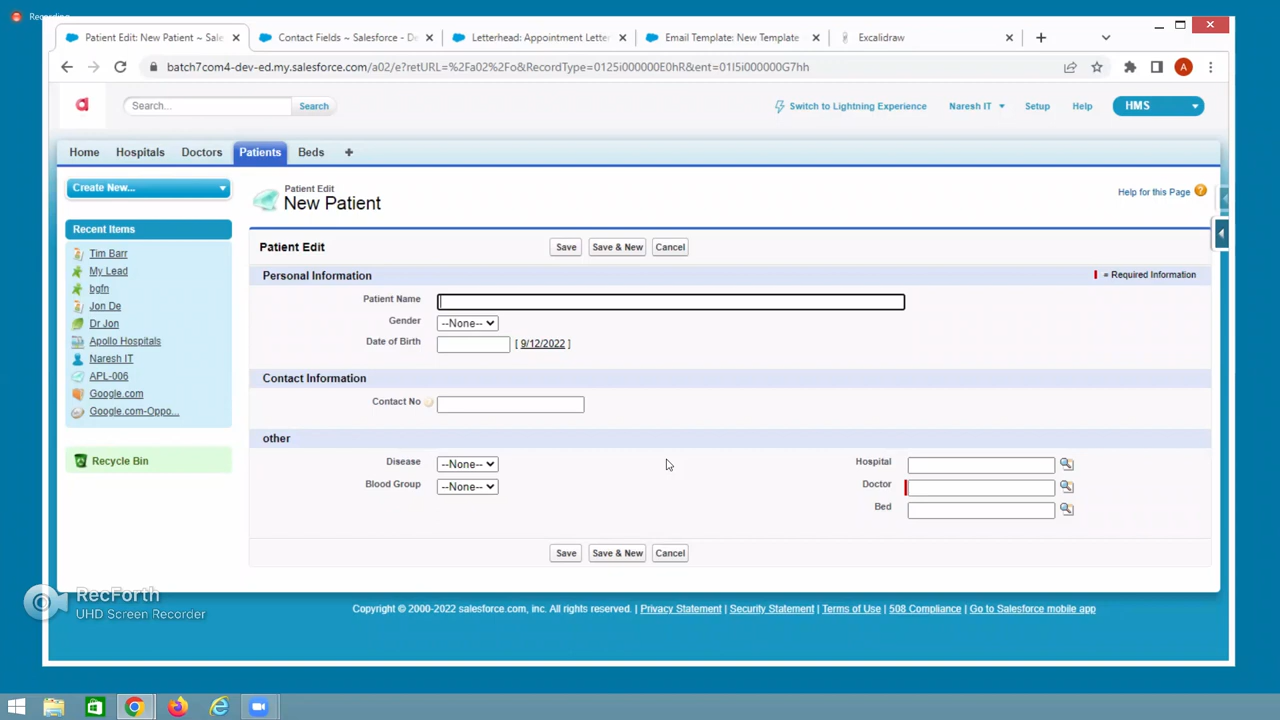 Recording
Patient Edit: New Patient ~ Sale
Contact Fields ~ Salesforce - De
Letterhead: Appointment Letter
Email Template: New Template
Excalidraw
batch7com4-dev-ed.my.salesforce.com/a02/e?retURL=%2Fa02%2Fo&RecordType=0125i000000E0hR&ent=01I5i000000G7hh
A
Search...
Search
Switch to Lightning Experience
Naresh IT
Setup
Help
HMS
Home
Hospitals
Doctors
Patients
Beds
+
Create New...
Recent Items
Tim Barr
My Lead
bgfn
Jon De
Dr Jon
Apollo Hospitals
Naresh IT
APL-006
Google.com
Google.com-Oppo...
Recycle Bin
Patient Edit
New Patient
Help for this Page
Patient Edit
Save
Save & New
Cancel
Personal Information
= Required Information
Patient Name
Gender
--None--
Date of Birth
[ 9/12/2022 ]
Contact Information
Contact No
other
Disease
--None--
Hospital
Blood Group
--None--
Doctor
Bed
Save
Save & New
Cancel
RecForth
UHD Screen Recorder
Copyright © 2000-2022 salesforce.com, inc. All rights reserved. | Privacy Statement | Security Statement | Terms of Use | 508 Compliance | Go to Salesforce mobile app